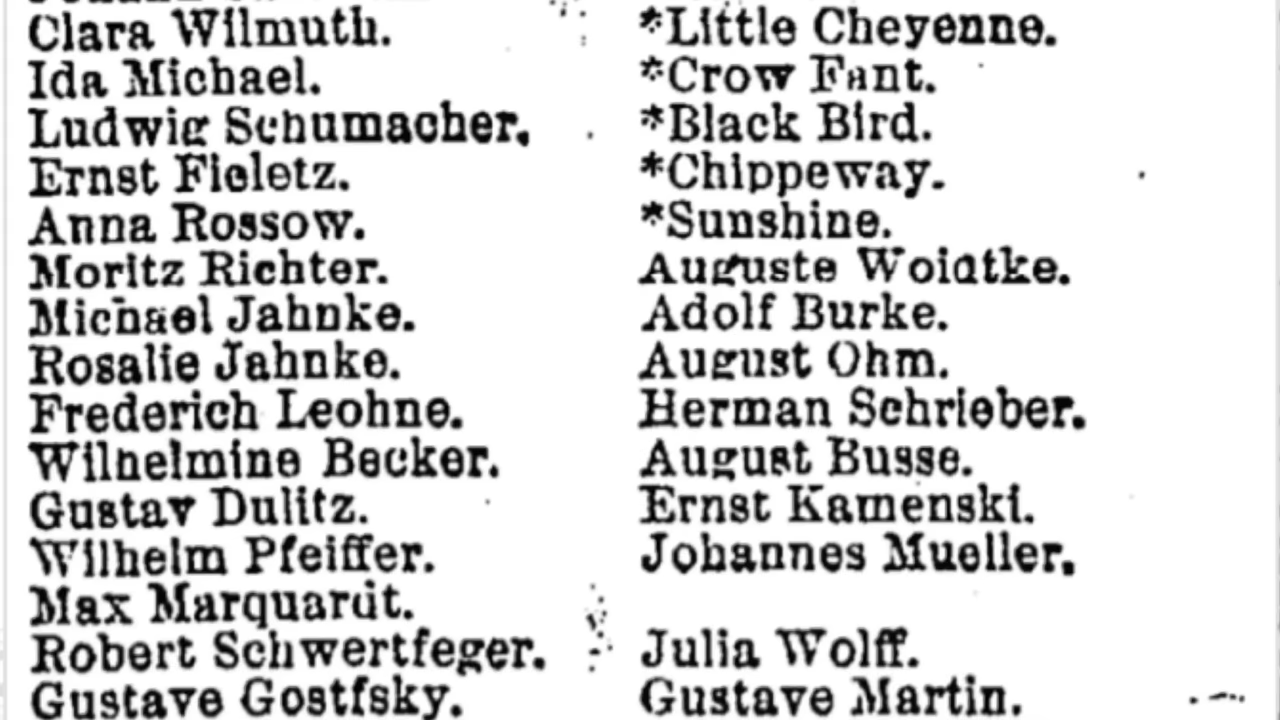 Clara Wilmuth.
Ida Michael.
Ludwig Schumacher.
Ernst Fieletz.
Anna Rossow.
Moritz Richter.
Michael Jahnke.
Rosalie Jahnke.
Frederich Leohne.
Wilhelmine Becker.
Gustav Dulitz.
Wilhelm Pfeiffer.
Max Marquardt.
Robert Schwertfeger.
Gustave Gostfsky.
*Little Cheyenne.
*Crow Fant.
*Black Bird.
*Chippeway.
*Sunshine.
Auguste Woidtke.
Adolf Burke.
August Ohm.
Herman Schrieber.
August Busse.
Ernst Kamenski.
Johannes Mueller.
Julia Wolff.
Gustave Martin.